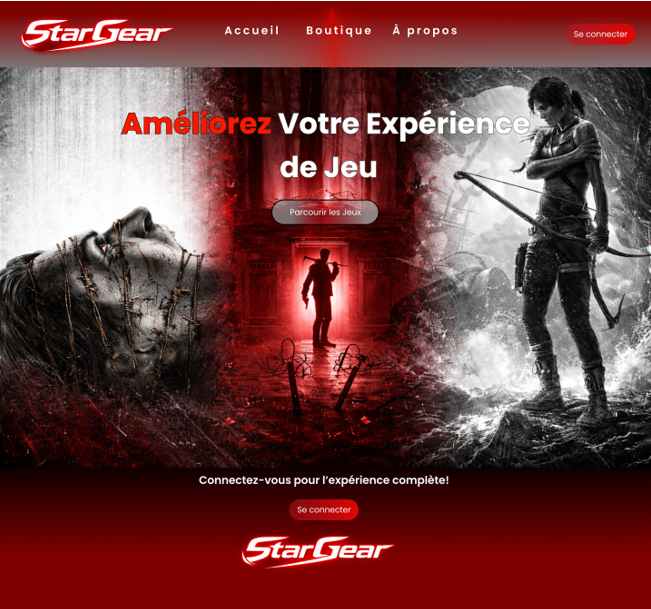 StarGear
Accueil Boutique À propos
Se connecter
Améliorez Votre Expérience
de Jeu
Parcourir les Jeux
Connectez-vous pour l'expérience complète!
Se connecter
StarGear